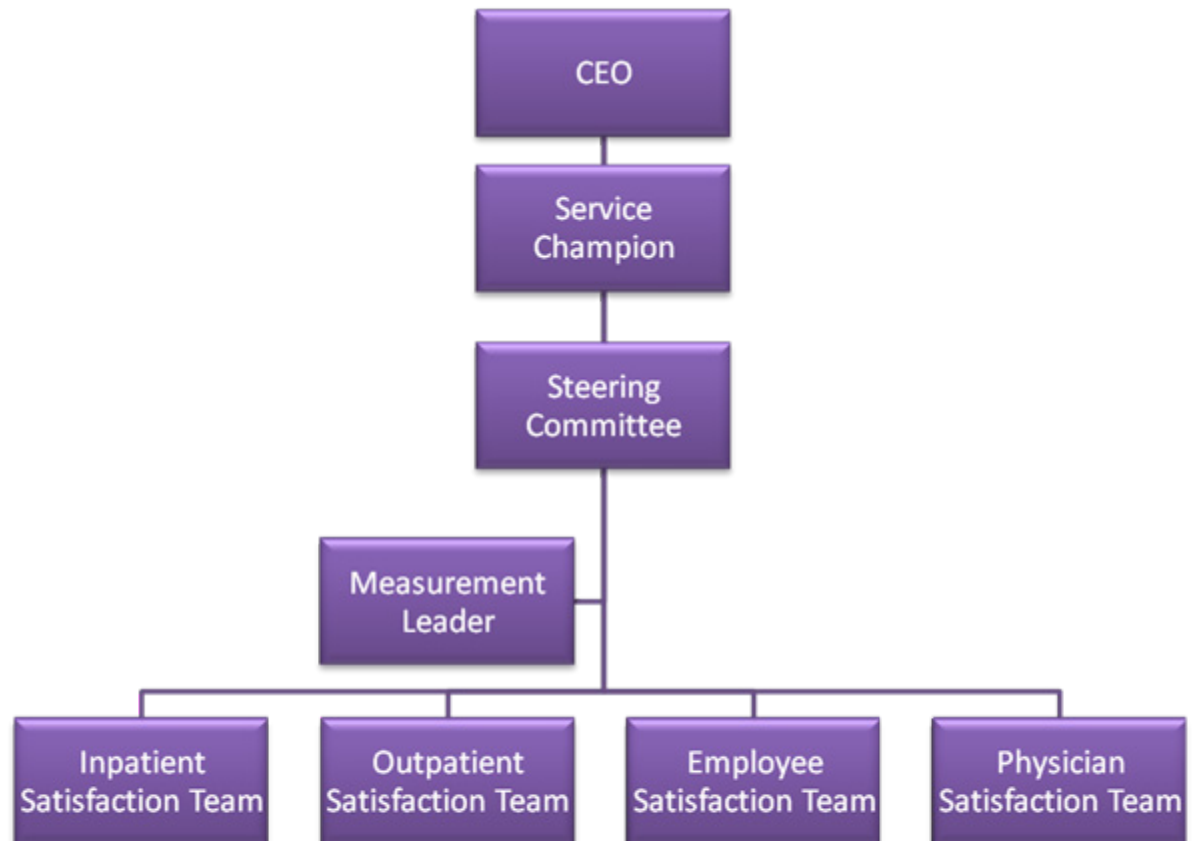 CEO
Service
Champion
Steering
Committee
Measurement
Leader
Inpatient
Satisfaction Team
Outpatient
Satisfaction Team
Employee
Satisfaction Team
Physician
Satisfaction Team